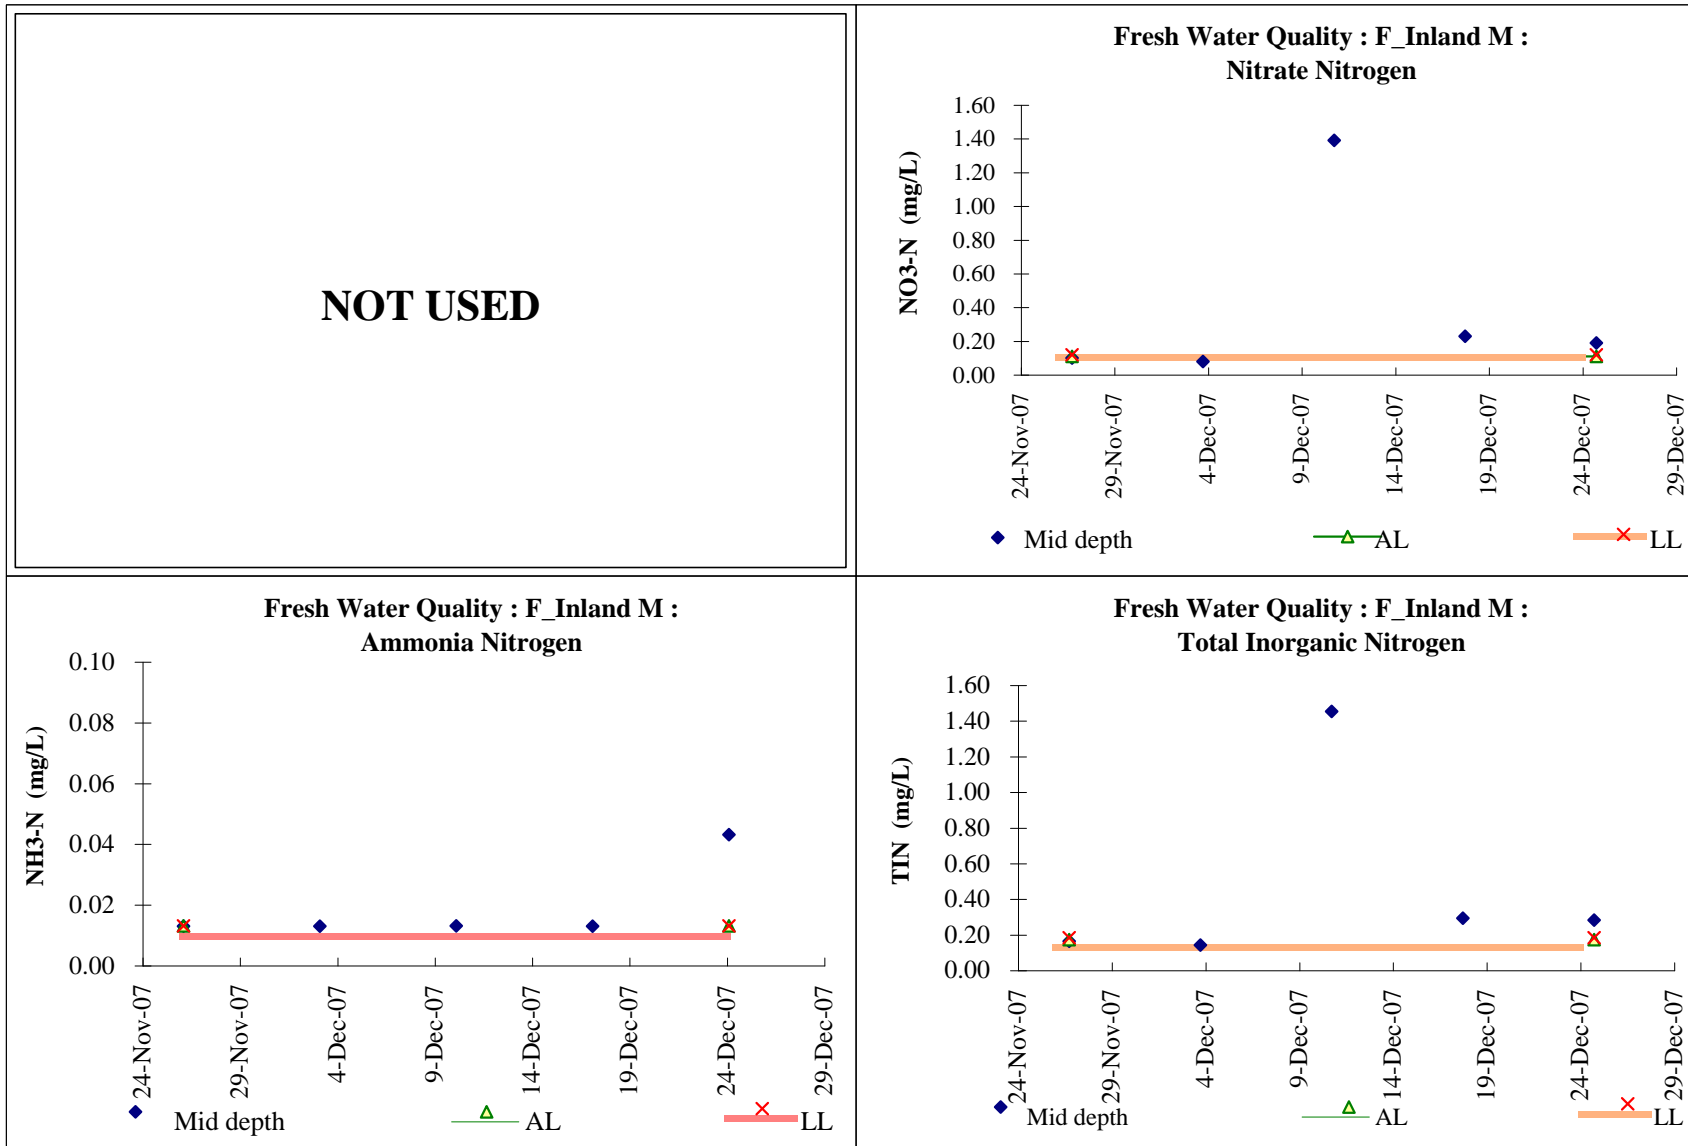 NOT USED
Fresh Water Quality : F_Inland M :
Nitrate Nitrogen
NO3-N (mg/L)
1.60
1.40
1.20
1.00
0.80
0.60
0.40
0.20
0.00
24-Nov-07
29-Nov-07
4-Dec-07
9-Dec-07
14-Dec-07
19-Dec-07
24-Dec-07
29-Dec-07
Mid depth
AL
LL
Fresh Water Quality : F_Inland M :
Ammonia Nitrogen
NH3-N (mg/L)
0.10
0.08
0.06
0.04
0.02
0.00
24-Nov-07
29-Nov-07
4-Dec-07
9-Dec-07
14-Dec-07
19-Dec-07
24-Dec-07
29-Dec-07
Mid depth
AL
LL
Fresh Water Quality : F_Inland M :
Total Inorganic Nitrogen
TIN (mg/L)
1.60
1.40
1.20
1.00
0.80
0.60
0.40
0.20
0.00
24-Nov-07
29-Nov-07
4-Dec-07
9-Dec-07
14-Dec-07
19-Dec-07
24-Dec-07
29-Dec-07
Mid depth
AL
LL